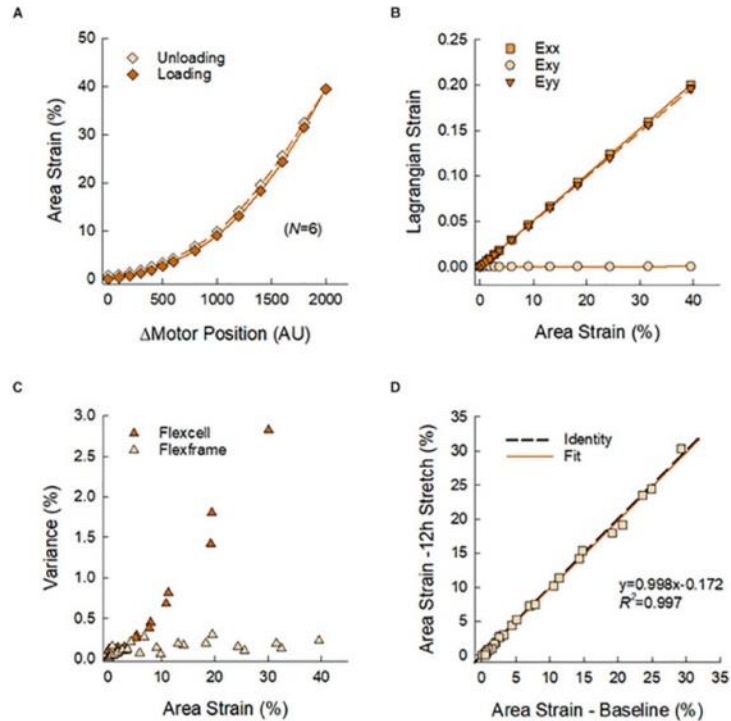 A
Unloading
Loading
Area Strain (%)
50
40
30
20
10
0
(N=6)
0 500 1000 1500 2000
ΔMotor Position (AU)
B
Exx
Exy
Eyy
Lagrangian Strain
0.25
0.20
0.15
0.10
0.05
0.00
0 10 20 30 40
Area Strain (%)
C
Flexcell
Flexframe
Variance (%)
3.0
2.5
2.0
1.5
1.0
0.5
0.0
0 10 20 30 40
Area Strain (%)
D
Identity
Fit
Area Strain -12h Stretch (%)
35
30
25
20
15
10
5
0
y=0.998x-0.172
R²=0.997
0 5 10 15 20 25 30 35
Area Strain - Baseline (%)